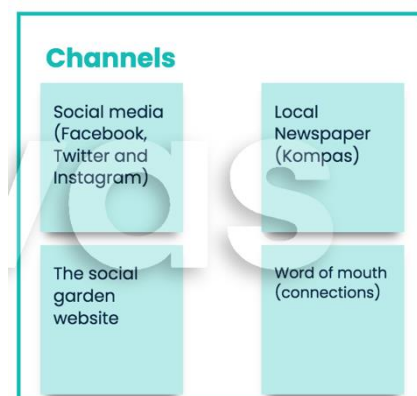 Channels
Social media
(Facebook,
Twitter and
Instagram)
Local
Newspaper
(Kompas)
The social
garden
website
Word of mouth
(connections)